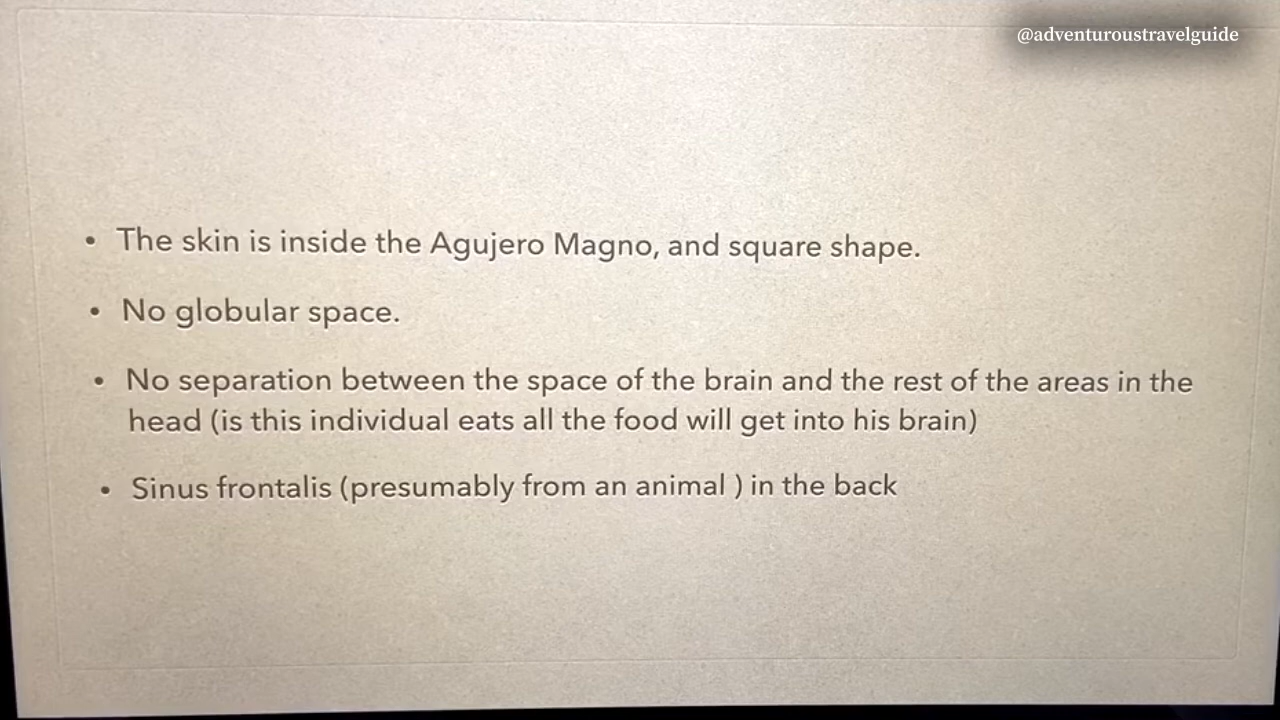 @adventuroustravelguide
• The skin is inside the Agujero Magno, and square shape.
• No globular space.
• No separation between the space of the brain and the rest of the areas in the
head (is this individual eats all the food will get into his brain)
• Sinus frontalis (presumably from an animal ) in the back